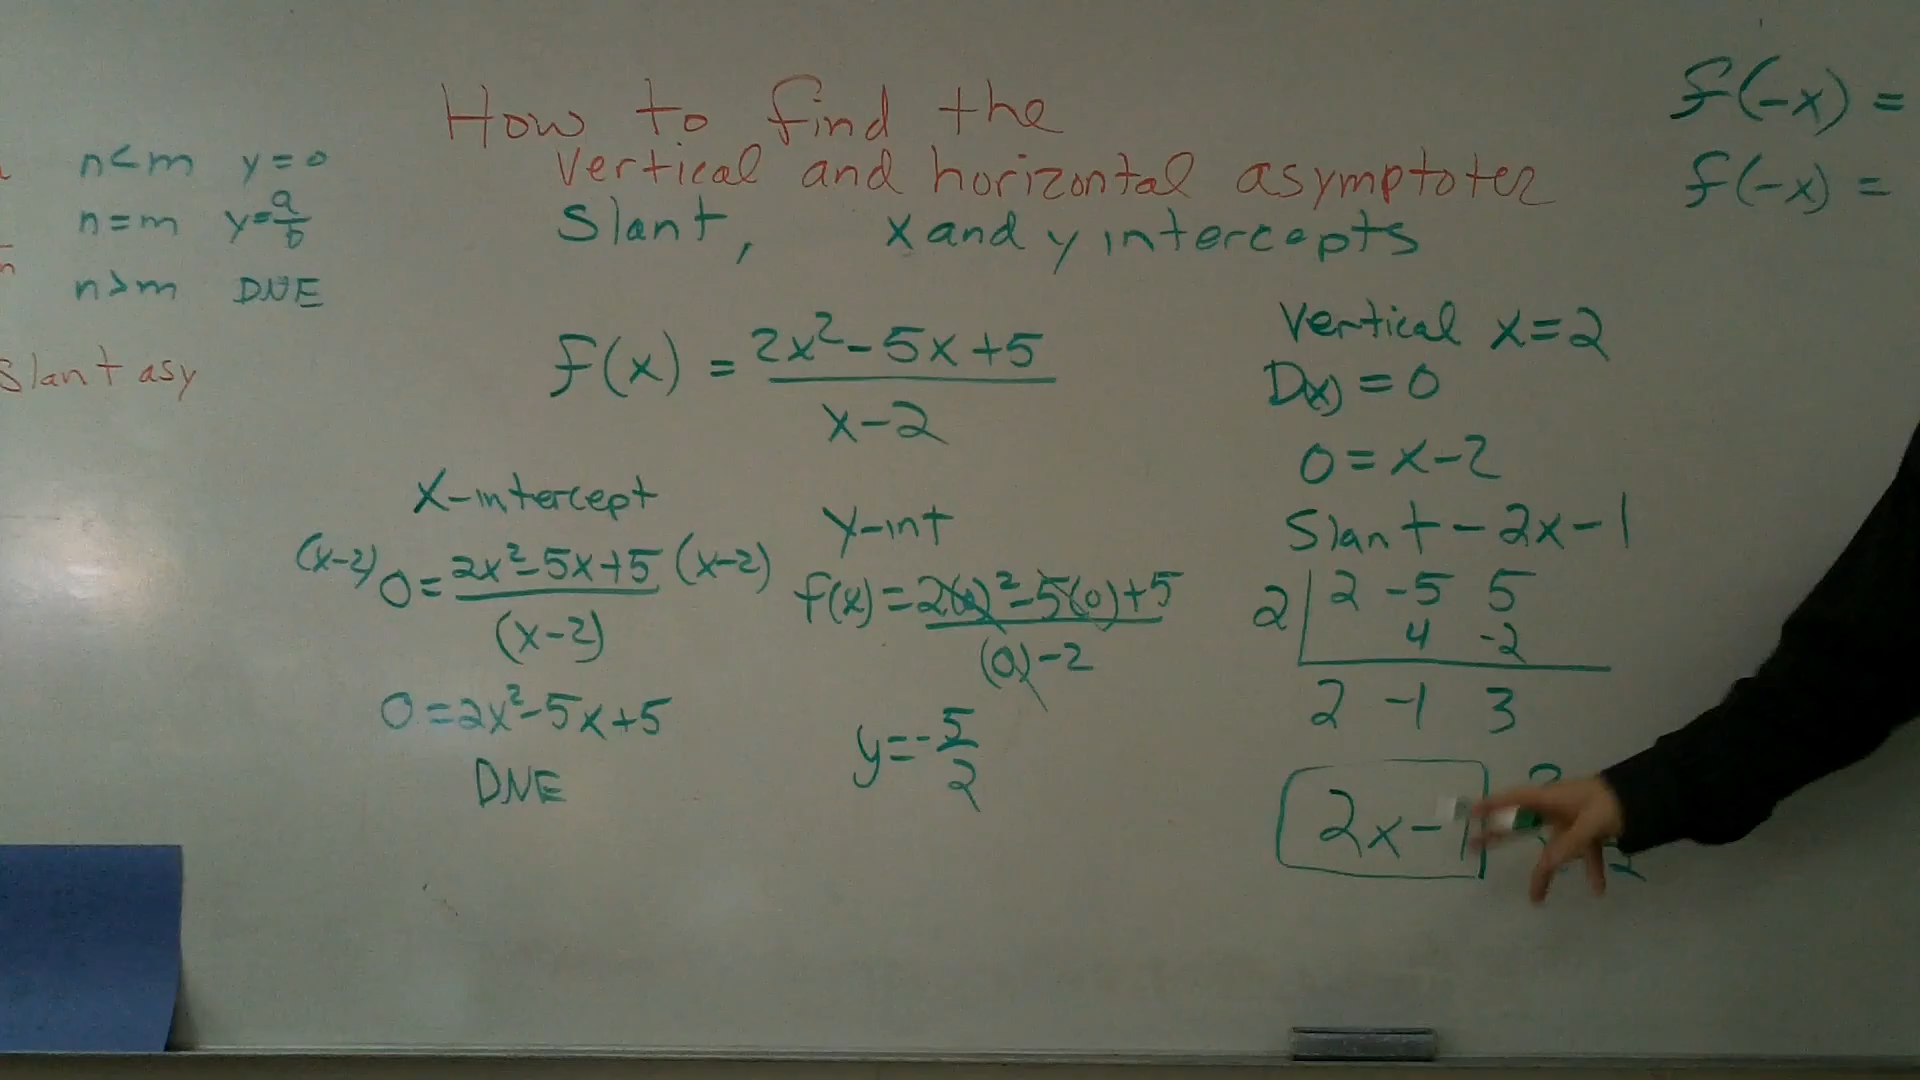 How to find the
vertical and horizontal asymptotes
Slant, x and y intercepts
n<m y=0
n=m y=a/b
n>m DNE
Slant asy
f(-x) =
f(-x) =
f(x) = (2x²-5x+5)/(x-2)
X-intercept
(x-2) 0 = (2x²-5x+5)/(x-2) (x-2)
0=2x²-5x+5
DNE
Y-int
f(x) = (2(0)²-5(0)+5)/((0)-2)
y=-5/2
Vertical x=2
D(x) = 0
0 = x-2
Slant - 2x-1
2 | 2 -5 5
4 -2
2 -1 3
2x-1